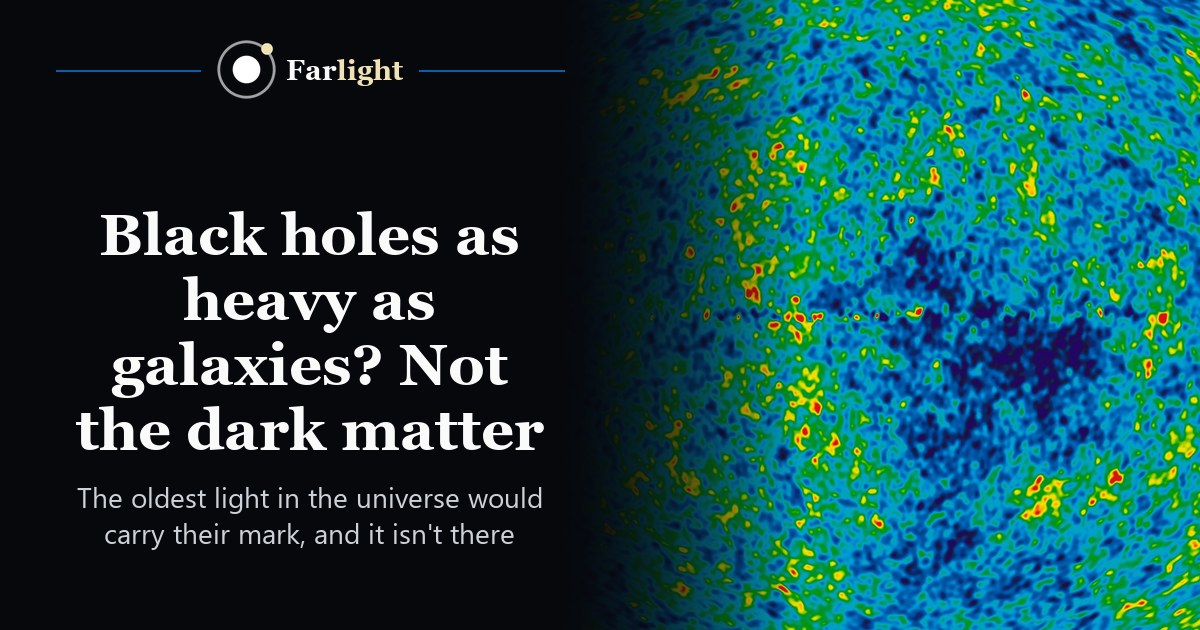 Farlight
Black holes as
heavy as
galaxies? Not
the dark matter
The oldest light in the universe would
carry their mark, and it isn't there